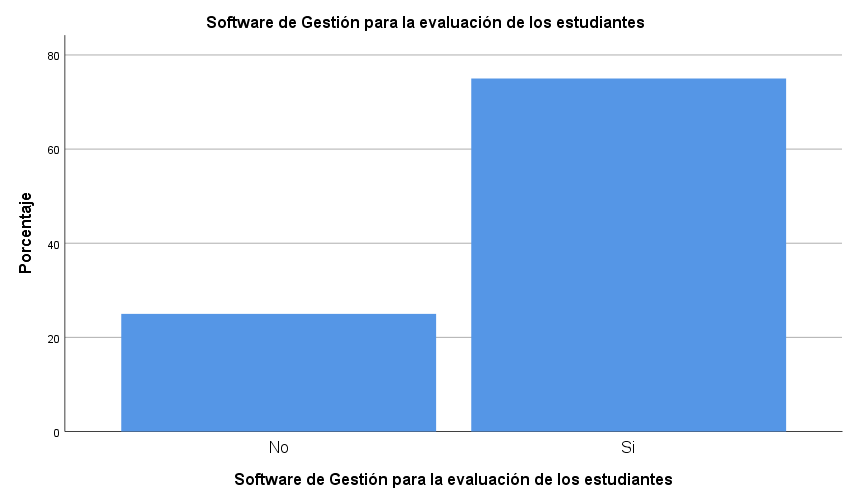 Software de Gestión para la evaluación de los estudiantes
80
60
40
20
0
Porcentaje
No
Si
Software de Gestión para la evaluación de los estudiantes